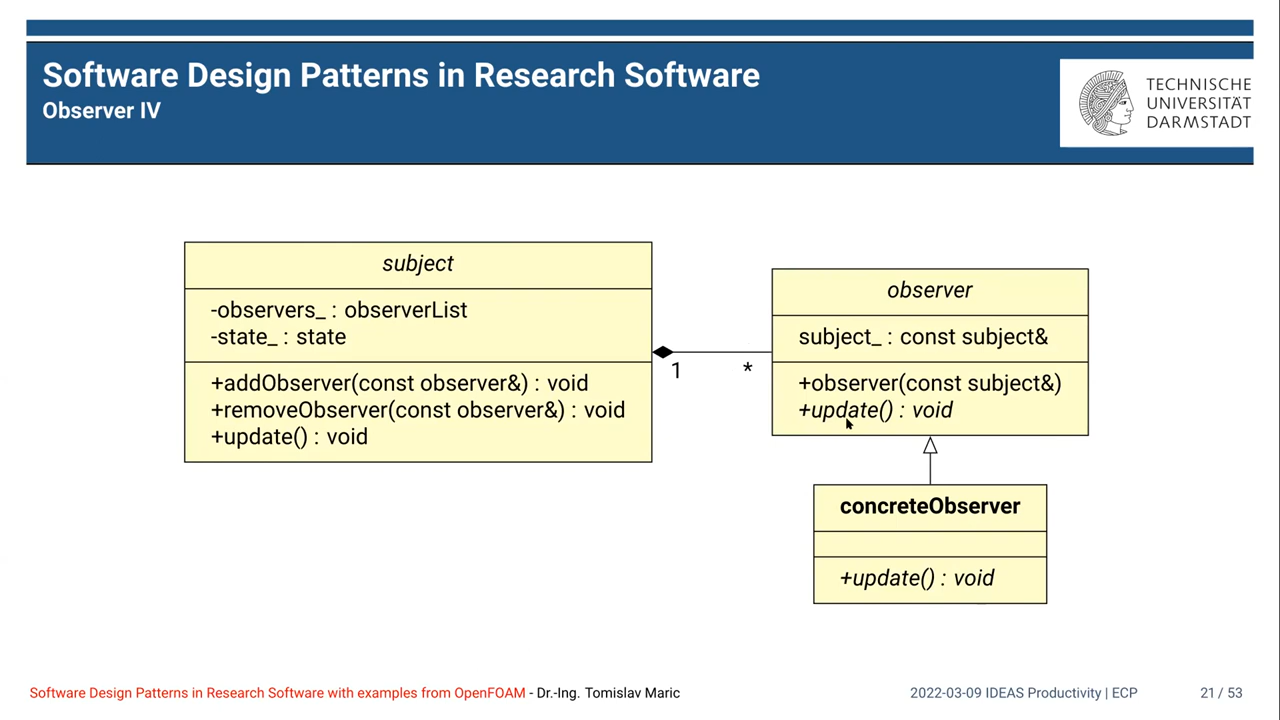 Software Design Patterns in Research Software
Observer IV
TECHNISCHE
UNIVERSITÄT
DARMSTADT
subject
-observers_ : observerList
-state_ : state
+addObserver(const observer&) : void
+removeObserver(const observer&) : void
+update() : void
1
*
observer
subject_ : const subject&
+observer(const subject&)
+update() : void
concreteObserver
+update() : void
Software Design Patterns in Research Software with examples from OpenFOAM - Dr.-Ing. Tomislav Maric
2022-03-09 IDEAS Productivity | ECP
21 / 53